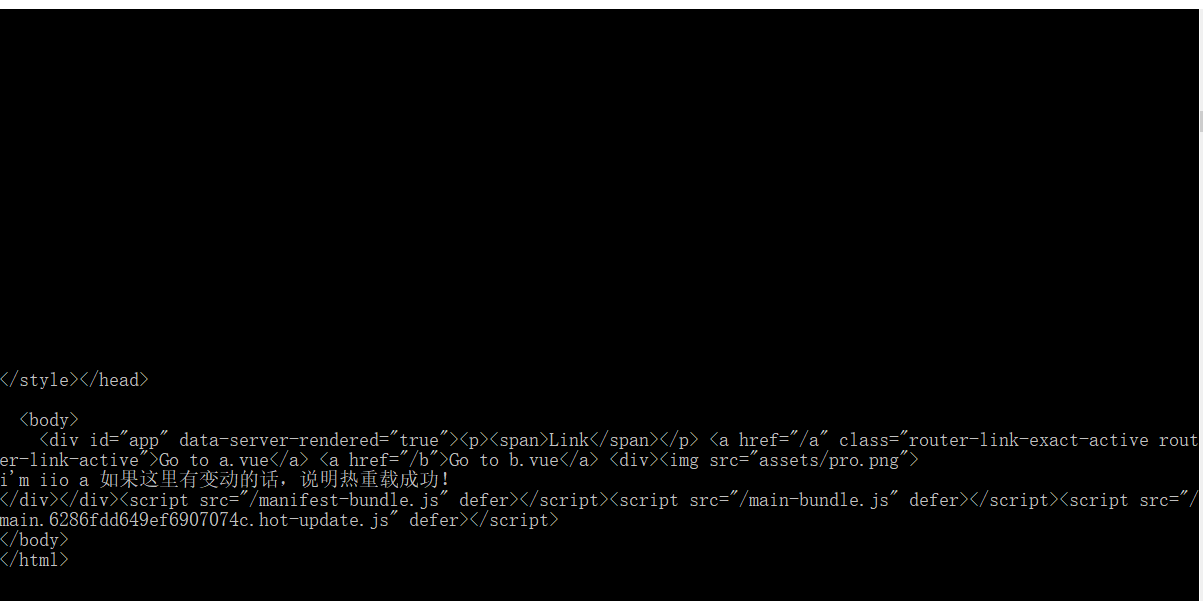 </style></head>
<body>
<div id="app" data-server-rendered="true"><p><span>Link</span></p> <a href="/a" class="router-link-exact-active rout
er-link-active">Go to a.vue</a> <a href="/b">Go to b.vue</a> <div><img src="assets/pro.png">
i'm iio a 如果这里有变动的话，说明热重载成功！
</div></div><script src="/manifest-bundle.js" defer></script><script src="/main-bundle.js" defer></script><script src="/
main.6286fdd649ef6907074c.hot-update.js" defer></script>
</body>
</html>